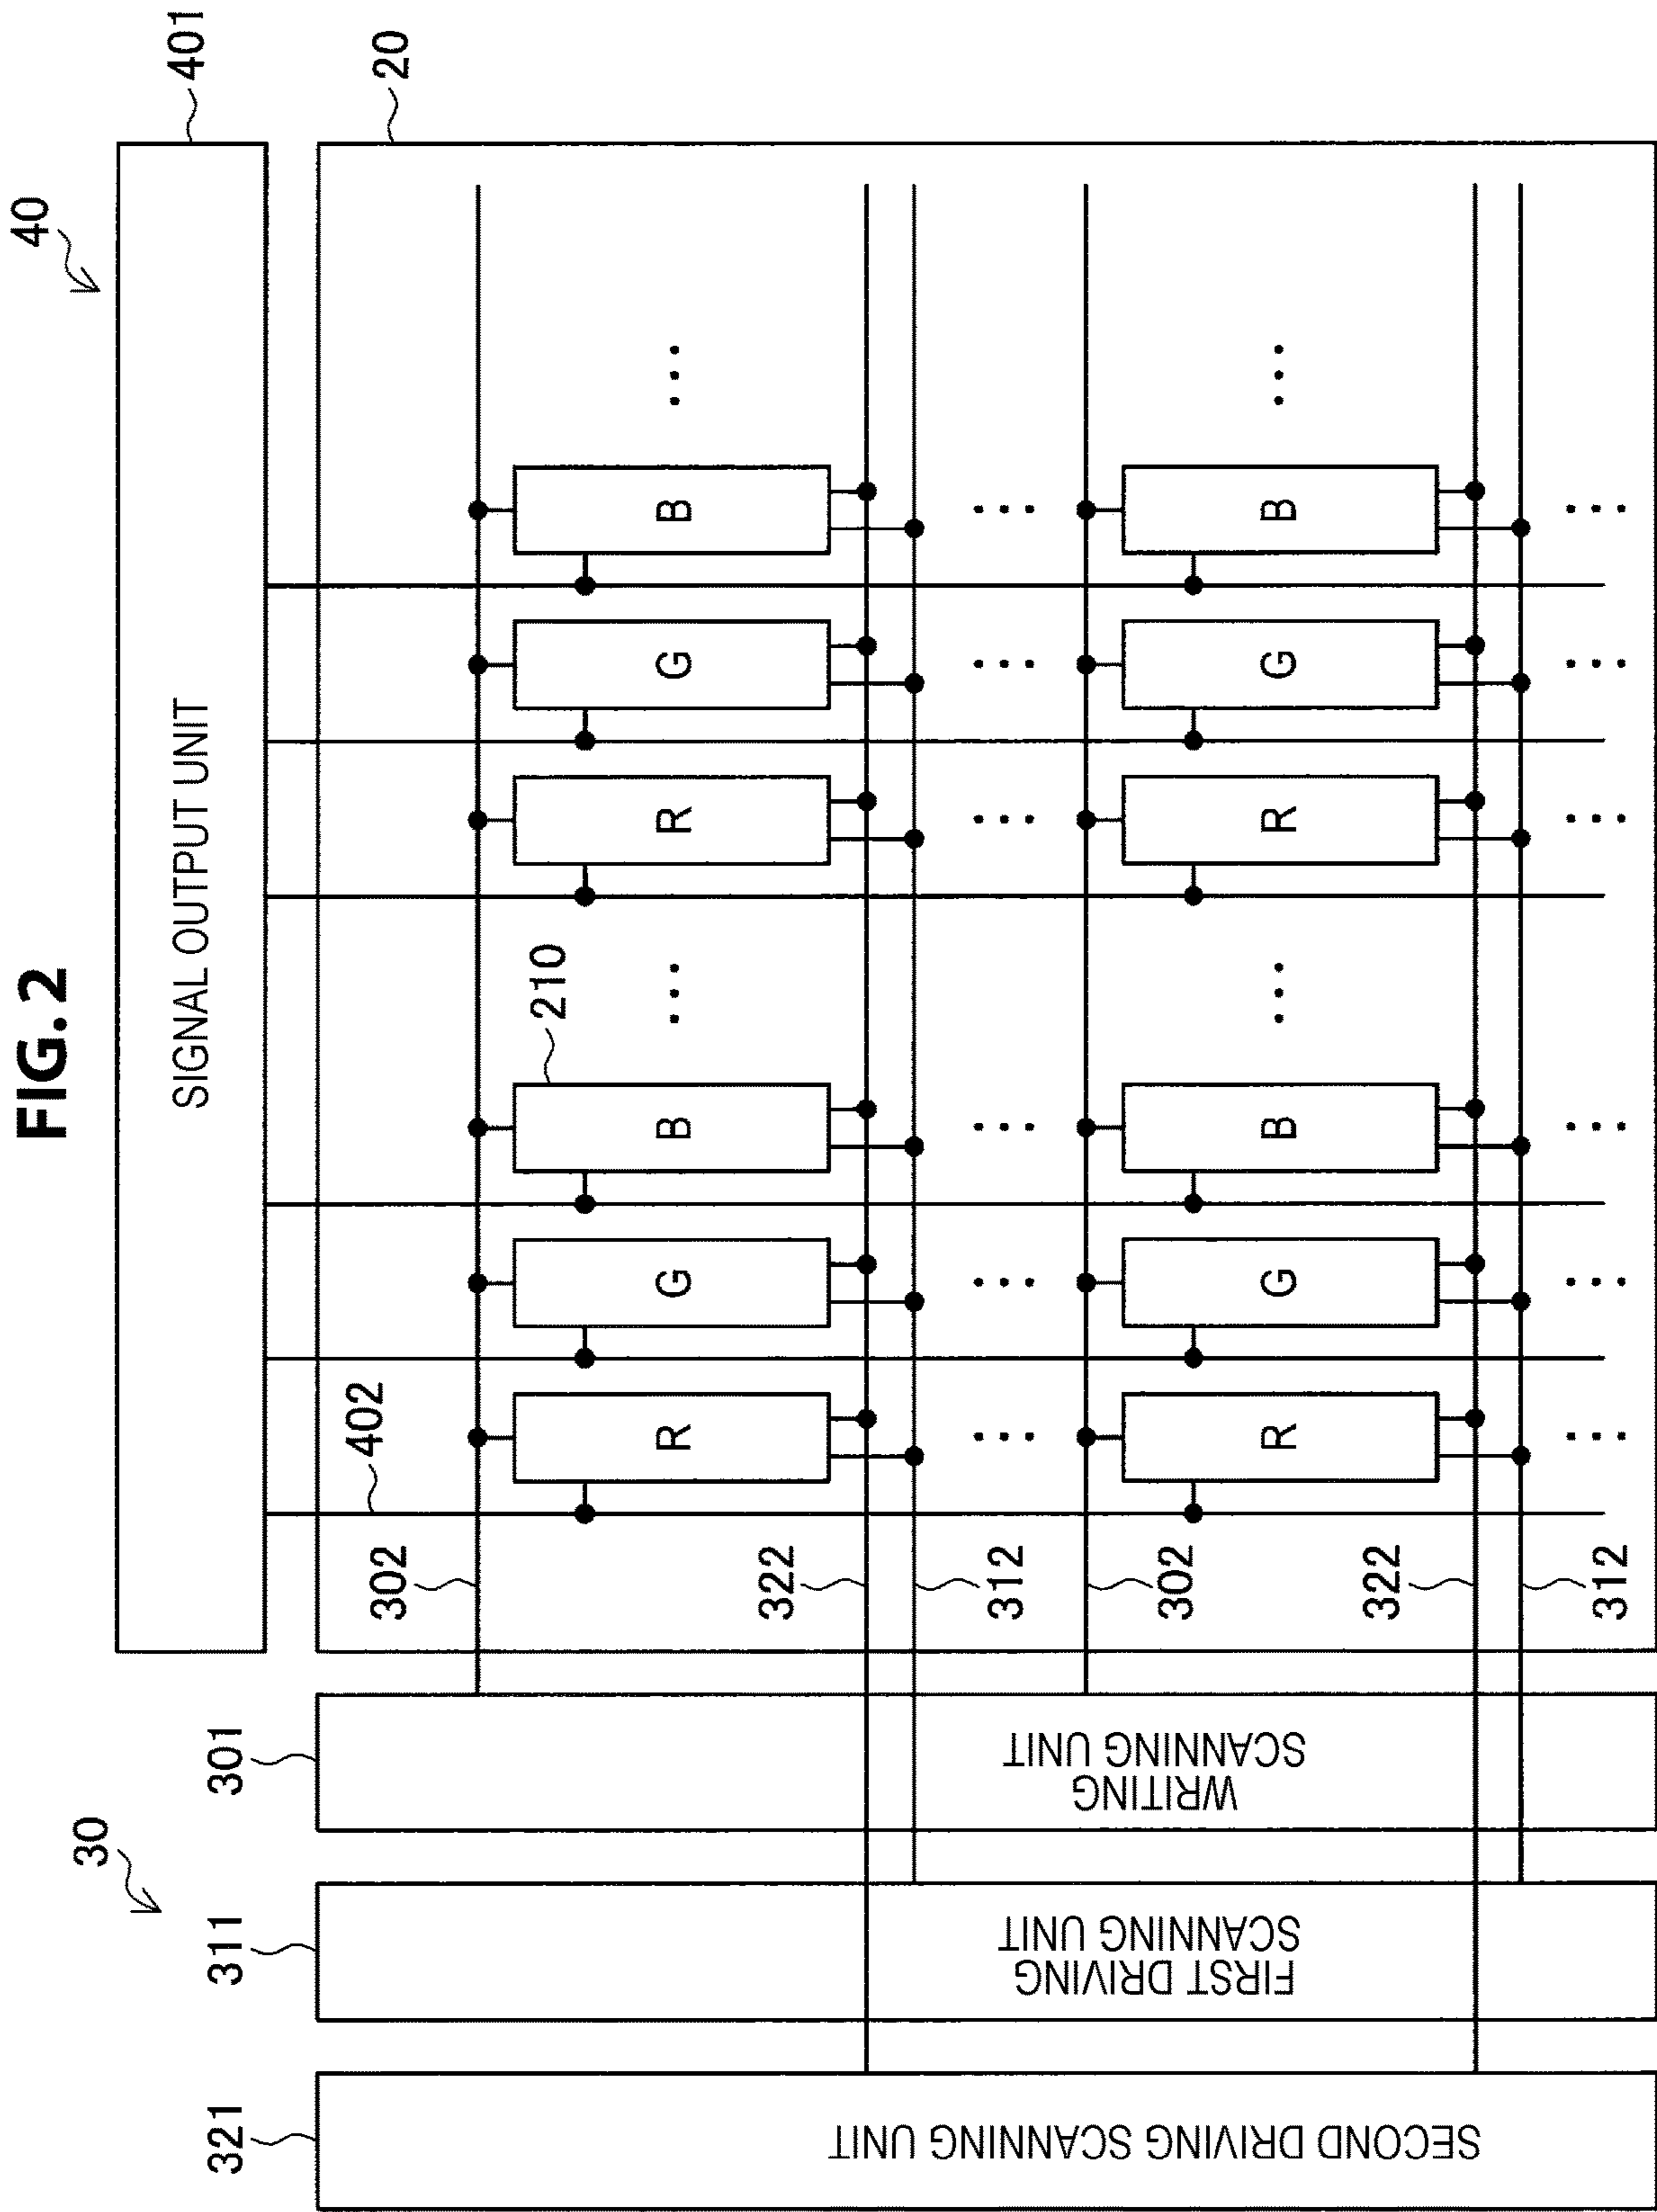 FIG. 2
40
SIGNAL OUTPUT UNIT
401
20
30
321
311
301
SECOND DRIVING SCANNING UNIT
FIRST DRIVING
SCANNING UNIT
WRITING
SCANNING UNIT
402
302
210
R
G
B
...
R
G
B
...
322
312
... ... ... ... ... ...
302
R
G
B
...
R
G
B
...
322
312
... ... ... ... ... ...